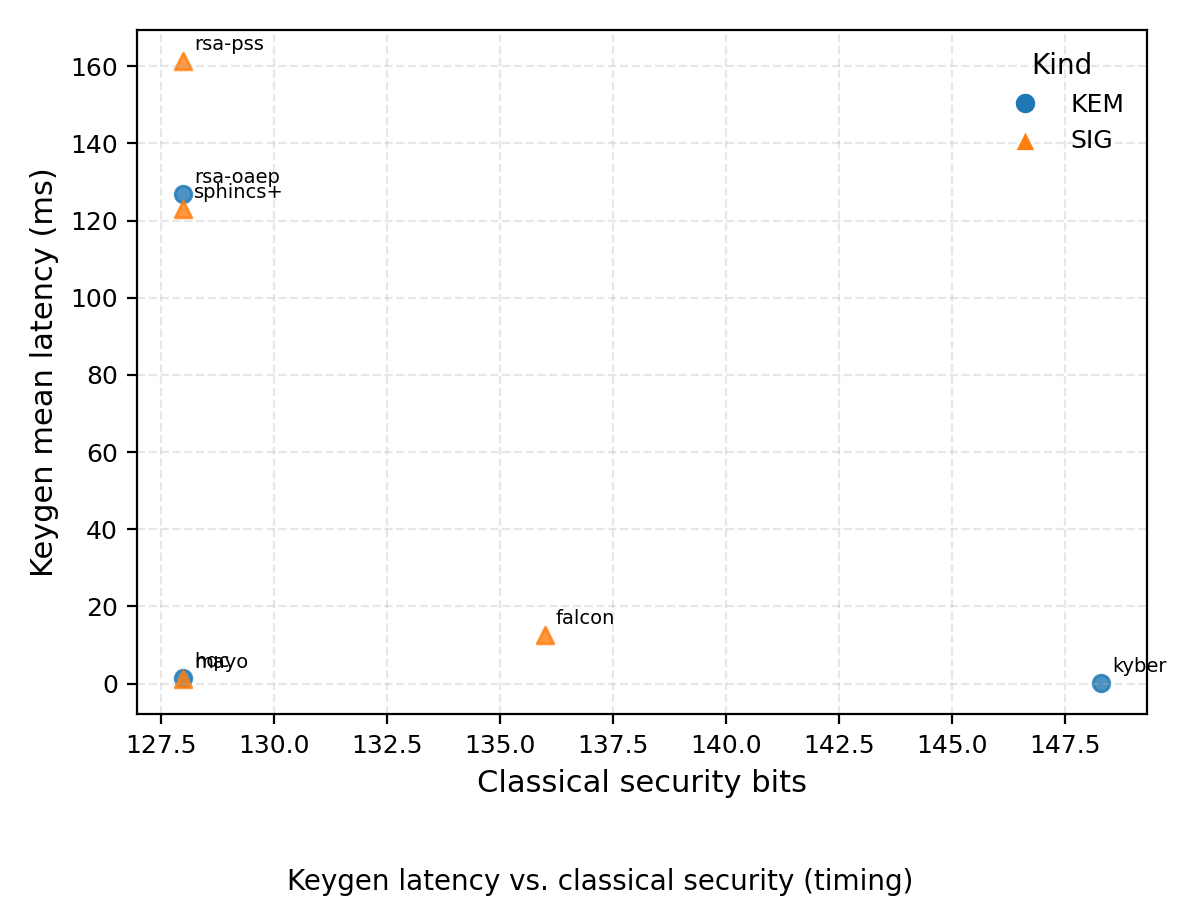 rsa-pss
Kind
KEM
SIG
rsa-oaep
sphincs+
falcon
hqc
mayo
kyber
160
140
120
100
80
60
40
20
0
Keygen mean latency (ms)
127.5 130.0 132.5 135.0 137.5 140.0 142.5 145.0 147.5
Classical security bits
Keygen latency vs. classical security (timing)